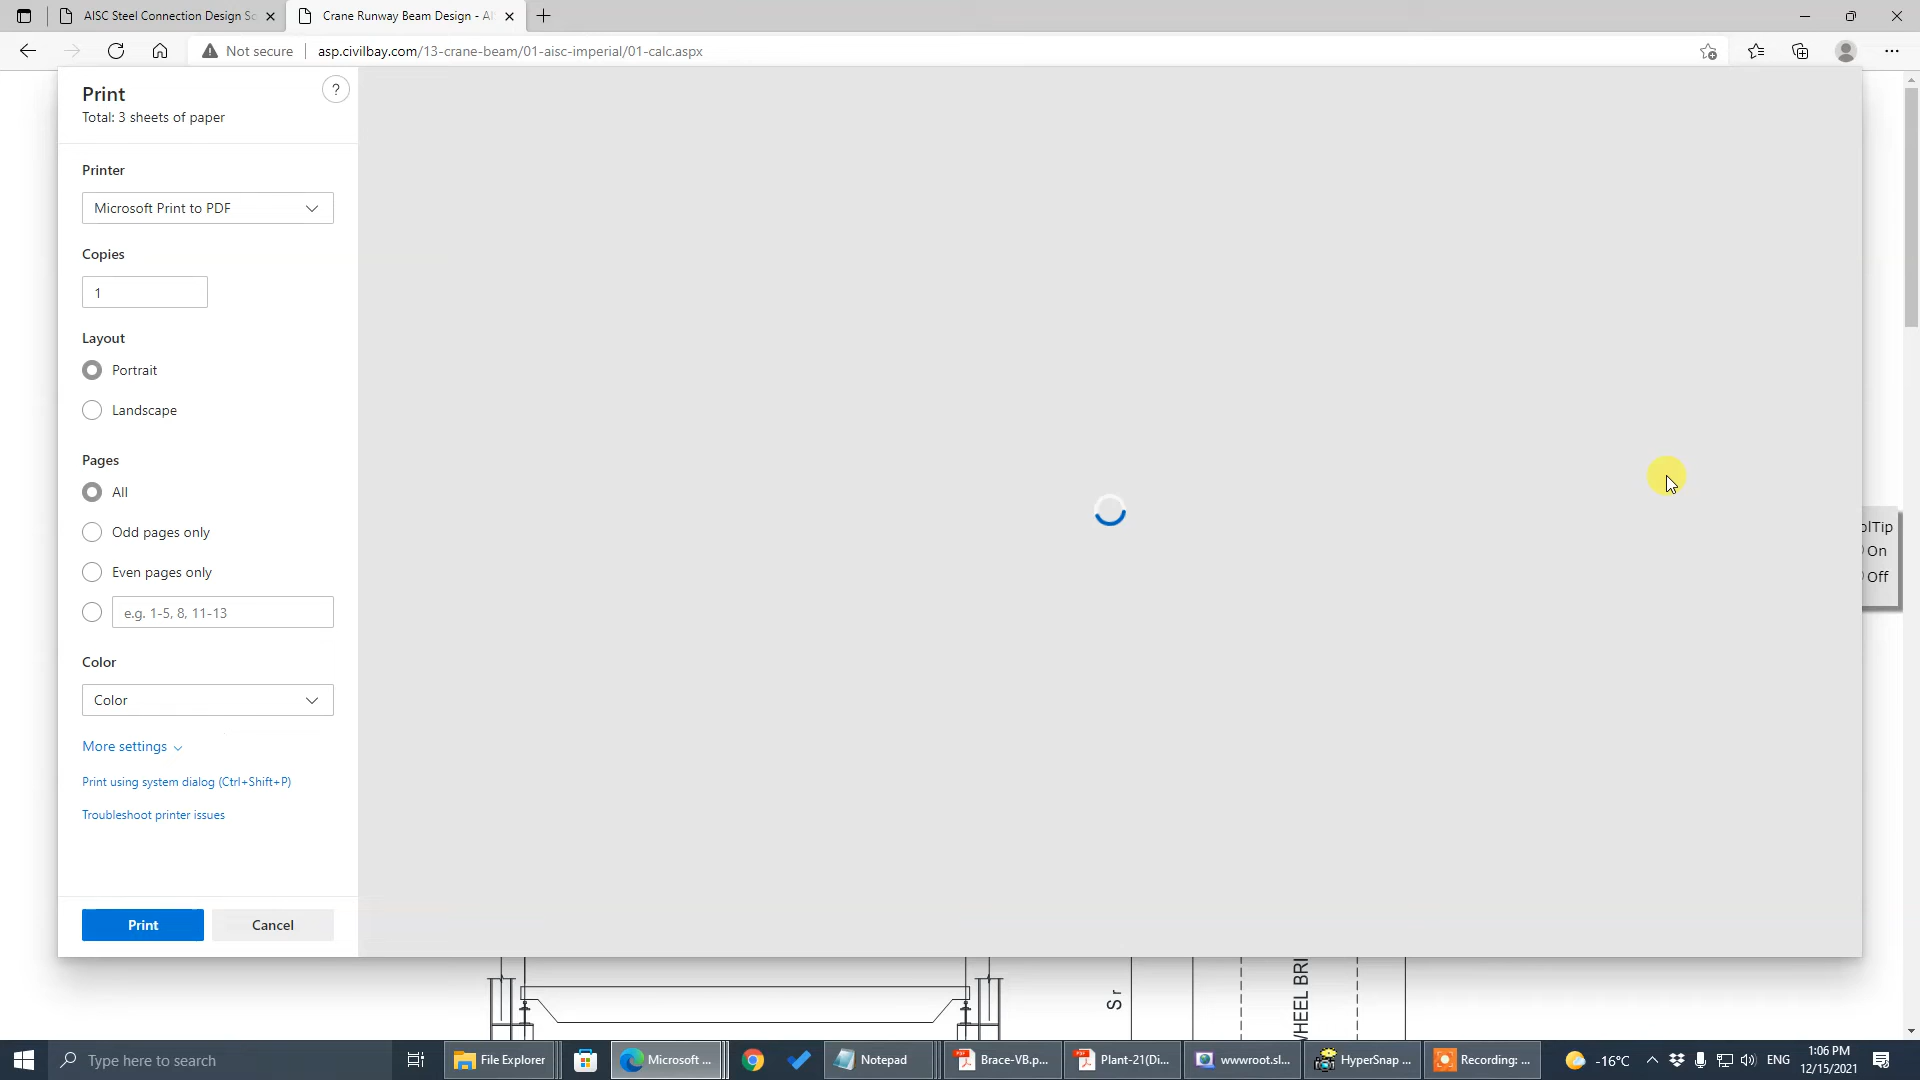 AISC Steel Connection Design So
Crane Runway Beam Design - AI
Not secure
asp.civilbay.com/13-crane-beam/01-aisc-imperial/01-calc.aspx
Print
?
Total: 3 sheets of paper
Printer
Microsoft Print to PDF
Copies
1
Layout
Portrait
Landscape
Pages
All
Odd pages only
Even pages only
e.g. 1-5, 8, 11-13
Color
Color
More settings
Print using system dialog (Ctrl+Shift+P)
Troubleshoot printer issues
Print
Cancel
olTip
On
Off
Sr
WHEEL BRI
Type here to search
File Explorer
Microsoft ...
Notepad
Brace-VB.p...
Plant-21(Di...
wwwroot.sl...
HyperSnap ...
Recording: ...
-16°C
ENG
1:06 PM
12/15/2021